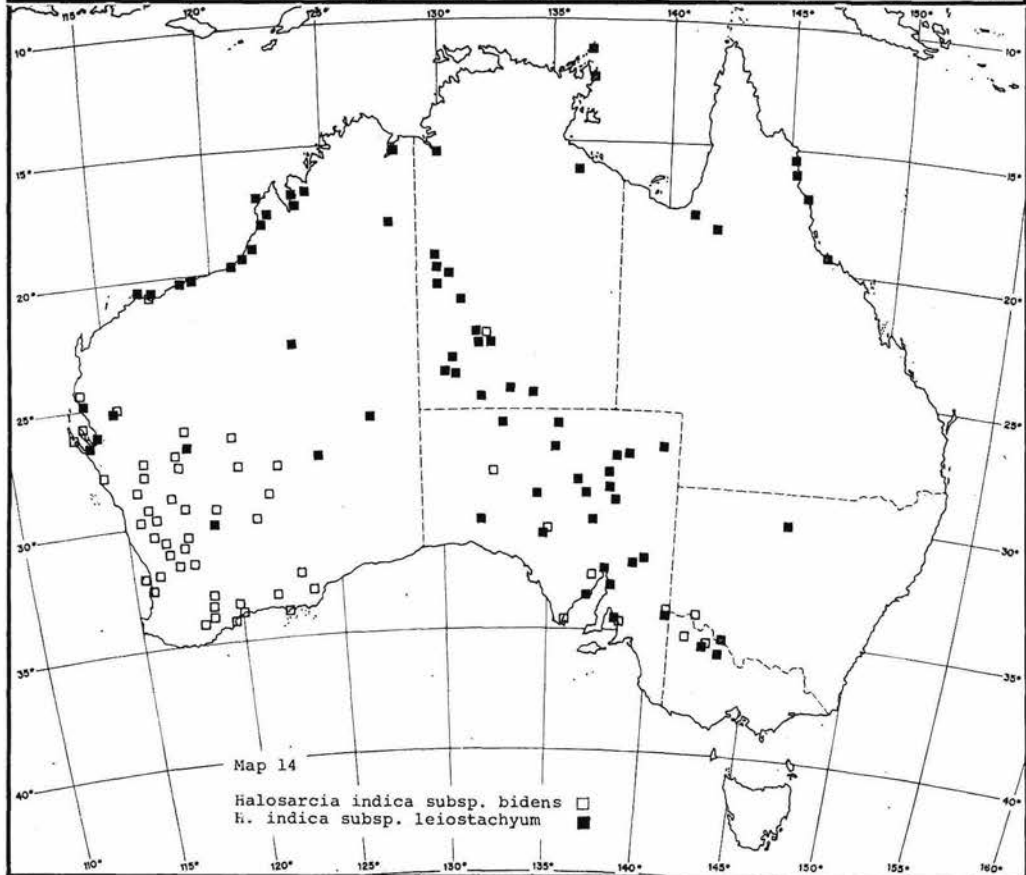 115° 120° 125° 130° 135° 140° 145° 150°
10° 10°
15° 15°
20° 20°
25° 25°
30° 30°
35° 35°
Map 14
Halosarcia indica subsp. bidens
H. indica subsp. leiostachyum
40° 40°
110° 115° 120° 125° 130° 135° 140° 145° 150° 155° 160°